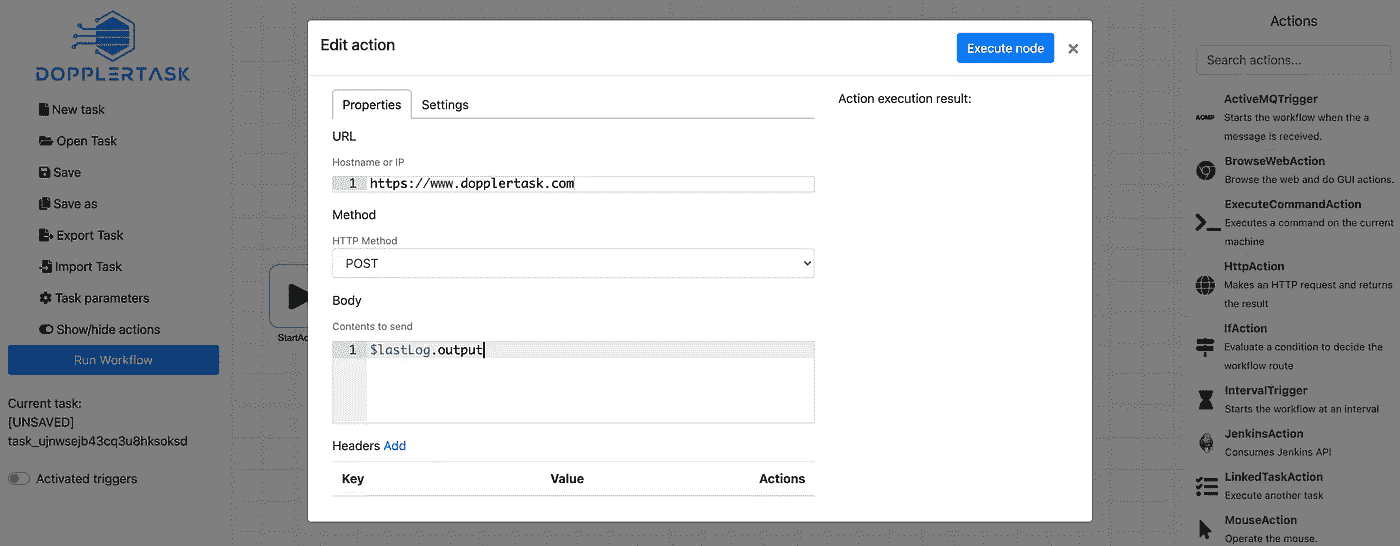 DOPPLERTASK
New task
Open Task
Save
Save as
Export Task
Import Task
Task parameters
Show/hide actions
Run Workflow
Current task:
[UNSAVED]
task_ujnwsejb43cq3u8hksoksd
Activated triggers
StartAc
Edit action
Execute node
×
Properties
Settings
URL
Hostname or IP
1 https://www.dopplertask.com
Method
HTTP Method
POST
Body
Contents to send
1 $lastLog.output
Headers Add
Key Value Actions
Action execution result:
Actions
Search actions...
ActiveMQTrigger
Starts the workflow when the a
message is received.
BrowseWebAction
Browse the web and do GUI actions.
ExecuteCommandAction
Executes a command on the current
machine
HttpAction
Makes an HTTP request and returns
the result
IfAction
Evaluate a condition to decide the
workflow route
IntervalTrigger
Starts the workflow at an interval
JenkinsAction
Consumes Jenkins API
LinkedTaskAction
Execute another task
MouseAction
Operate the mouse.